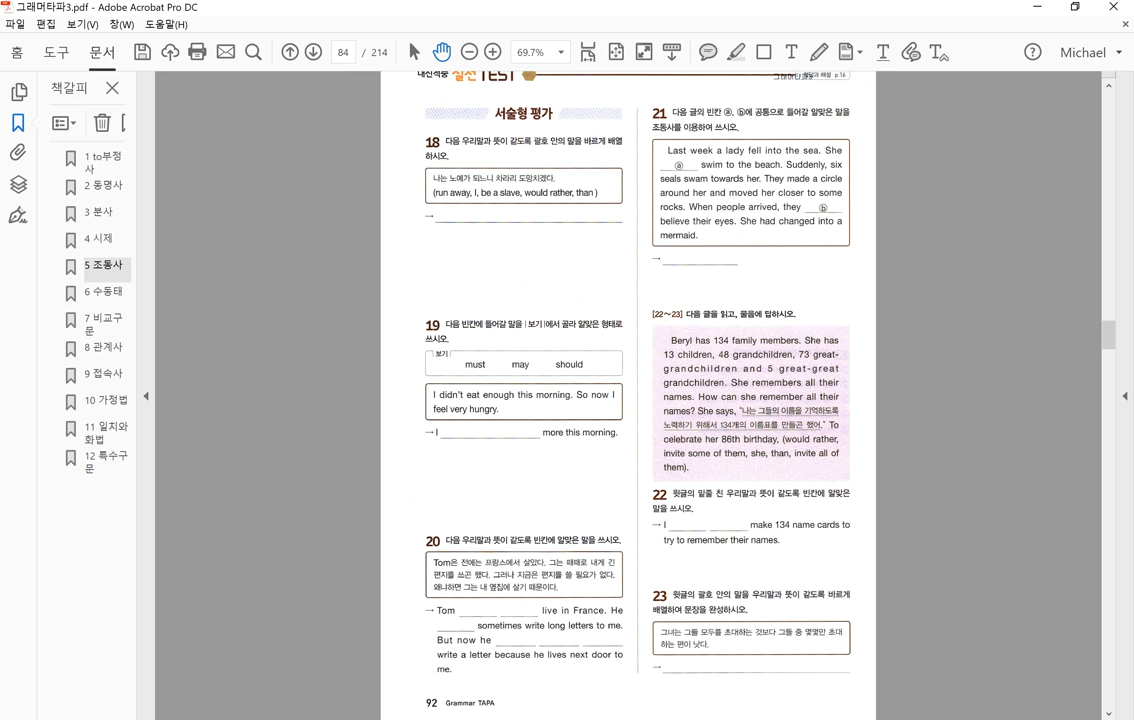 그래머타파3.pdf - Adobe Acrobat Pro DC
파일 편집 보기(V) 창(W) 도움말(H)
홈 도구 문서 84 / 214 69.7% Michael
책갈피
1 to부정사
2 동명사
3 분사
4 시제
5 조동사
6 수동태
7 비교구문
8 관계사
9 접속사
10 가정법
11 일치와 화법
12 특수구문
내신적중 실전 TEST
정답과 해설 p.16
서술형 평가
18 다음 우리말과 뜻이 같도록 괄호 안의 말을 바르게 배열
하시오.
나는 노예가 되느니 차라리 도망치겠다.
(run away, I, be a slave, would rather, than )
→
19 다음 빈칸에 들어갈 말을 |보기|에서 골라 알맞은 형태로
쓰시오.
보기
must may should
I didn't eat enough this morning. So now I
feel very hungry.
→ I more this morning.
20 다음 우리말과 뜻이 같도록 빈칸에 알맞은 말을 쓰시오.
Tom은 전에는 프랑스에서 살았다. 그는 때때로 내게 긴
편지를 쓰곤 했다. 그러나 지금은 편지를 쓸 필요가 없다.
왜냐하면 그는 내 옆집에 살기 때문이다.
→ Tom live in France. He
sometimes write long letters to me.
But now he
write a letter because he lives next door to
me.
21 다음 글의 빈칸 ⓐ, ⓑ에 공통으로 들어갈 알맞은 말을
조동사를 이용하여 쓰시오.
Last week a lady fell into the sea. She
ⓐ swim to the beach. Suddenly, six
seals swam towards her. They made a circle
around her and moved her closer to some
rocks. When people arrived, they ⓑ
believe their eyes. She had changed into a
mermaid.
→
[22~23] 다음 글을 읽고, 물음에 답하시오.
Beryl has 134 family members. She has
13 children, 48 grandchildren, 73 great-
grandchildren and 5 great-great
grandchildren. She remembers all their
names. How can she remember all their
names? She says, "나는 그들의 이름을 기억하도록
노력하기 위해서 134개의 이름표를 만들곤 했어." To
celebrate her 86th birthday, (would rather,
invite some of them, she, than, invite all of
them).
22 윗글의 밑줄 친 우리말과 뜻이 같도록 빈칸에 알맞은
말을 쓰시오.
→ I make 134 name cards to
try to remember their names.
23 윗글의 괄호 안의 말을 우리말과 뜻이 같도록 바르게
배열하여 문장을 완성하시오.
그녀는 그들 모두를 초대하는 것보다 그들 중 몇몇만 초대
하는 편이 낫다.
→
92 Grammar TAPA